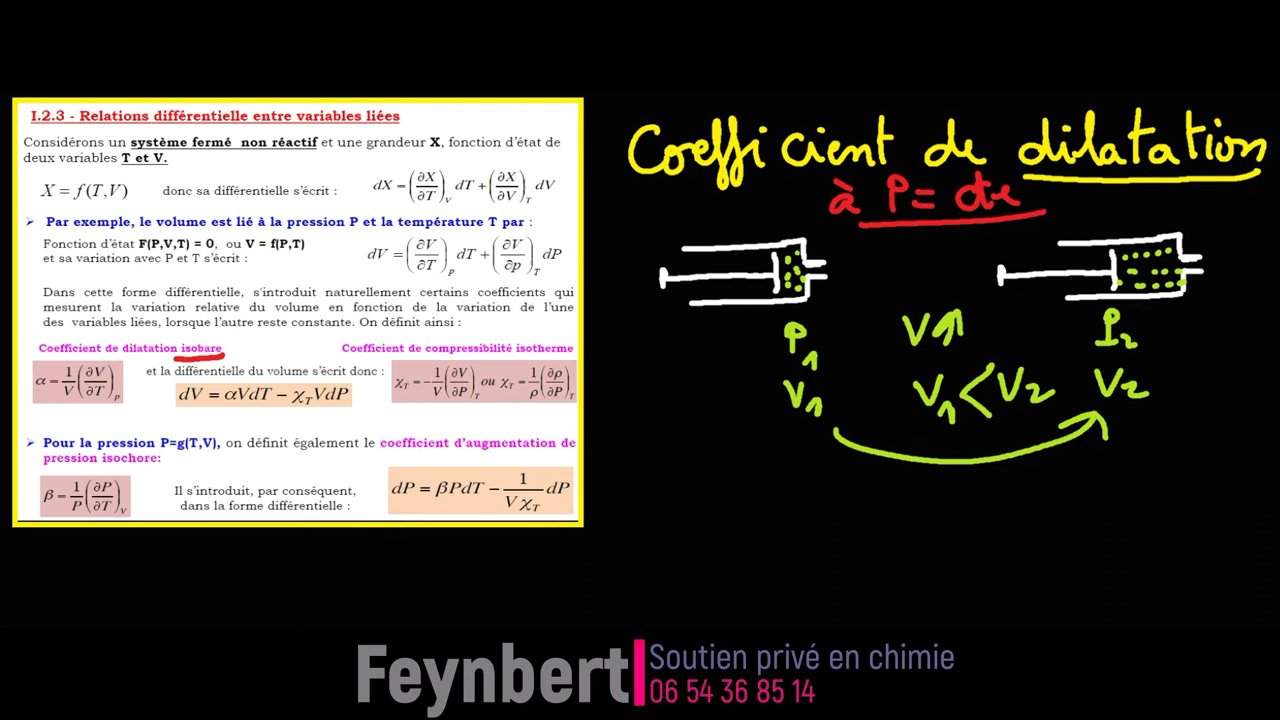 I.2.3 - Relations différentielle entre variables liées
Considérons un système fermé non réactif et une grandeur X, fonction d'état de
deux variables T et V.
X = f(T,V) donc sa différentielle s'écrit : dX = (∂X/∂T)_V dT + (∂X/∂V)_T dV
➢ Par exemple, le volume est lié à la pression P et la température T par :
Fonction d'état F(P,V,T) = 0, ou V = f(P,T)
et sa variation avec P et T s'écrit : dV = (∂V/∂T)_p dT + (∂V/∂p)_T dP
Dans cette forme différentielle, s'introduit naturellement certains coefficients qui
mesurent la variation relative du volume en fonction de la variation de l'une
des variables liées, lorsque l'autre reste constante. On définit ainsi :
Coefficient de dilatation isobare Coefficient de compressibilité isotherme
α = 1/V (∂V/∂T)_p et la différentielle du volume s'écrit donc : χ_T = -1/V (∂V/∂P)_T ou χ_T = 1/ρ (∂ρ/∂P)_T
dV = αVdT − χ_T VdP
➢ Pour la pression P=g(T,V), on définit également le coefficient d'augmentation de
pression isochore:
β = 1/P (∂P/∂T)_V Il s'introduit, par conséquent,
dans la forme différentielle : dP = βPdT − 1/(Vχ_T) dP
Coefficient de dilatation
à P = cte
P1 V↑ P2
V1 V1 < V2 V2
Feynbert
Soutien privé en chimie
06 54 36 85 14